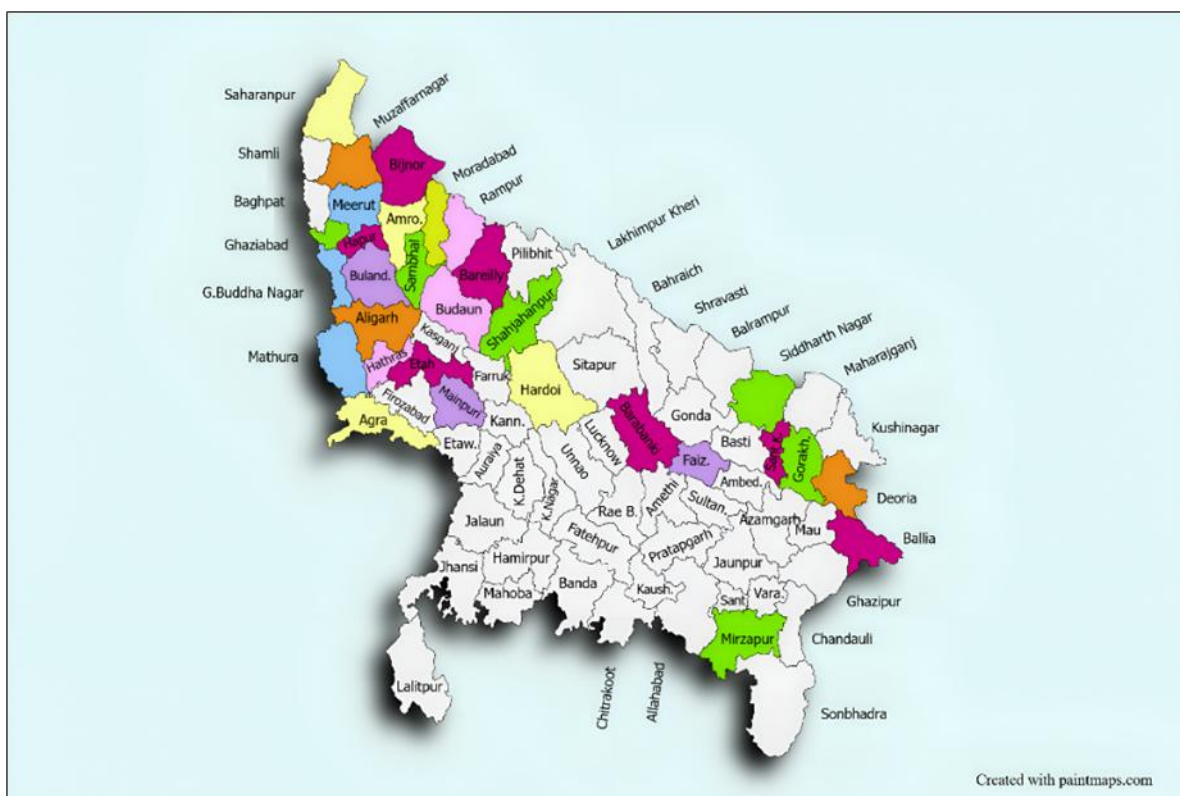 Saharanpur
Muzaffarnagar
Shamli
Bijnor
Moradabad
Baghpat
Meerut
Amro.
Rampur
Ghaziabad
Hapur
Sambhal
Lakhimpur Kheri
Pilibhit
Bareilly
Bahraich
G.Buddha Nagar
Buland.
Budaun
Shravasti
Aligarh
Shahjahanpur
Balrampur
Kasganj
Siddharth Nagar
Mathura
Hathras
Etah
Farruk
Sitapur
Maharajganj
Firozabad
Mainpuri
Hardoi
Agra
Kann.
Barabanki
Gonda
Kushinagar
Etaw.
Lucknow
Basti
Sant K.
Gorakh.
Auraiya
Unnao
Faiz.
K.Dehat
K.Nagar
Amethi
Ambed.
Deoria
Sultan.
Rae B.
Jalaun
Azamgarh
Mau
Fatehpur
Pratapgarh
Ballia
Hamirpur
Jhansi
Jaunpur
Mahoba
Banda
Kaush.
Sant
Vara.
Ghazipur
Mirzapur
Chandauli
Lalitpur
Chitrakoot
Allahabad
Sonbhadra
Created with paintmaps.com